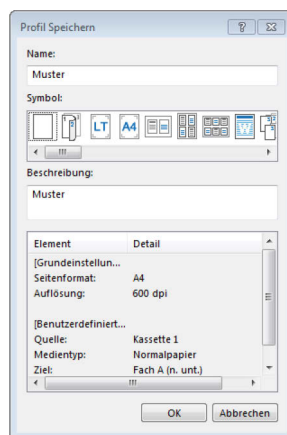 Profil Speichern
Name:
Muster
Symbol:
LT A4
Beschreibung:
Muster
Element Detail
[Grundeinstellun...
Seitenformat: A4
Auflösung: 600 dpi
[Benutzerdefiniert...
Quelle: Kassette 1
Medientyp: Normalpapier
Ziel: Fach A (n. unt.)
OK Abbrechen